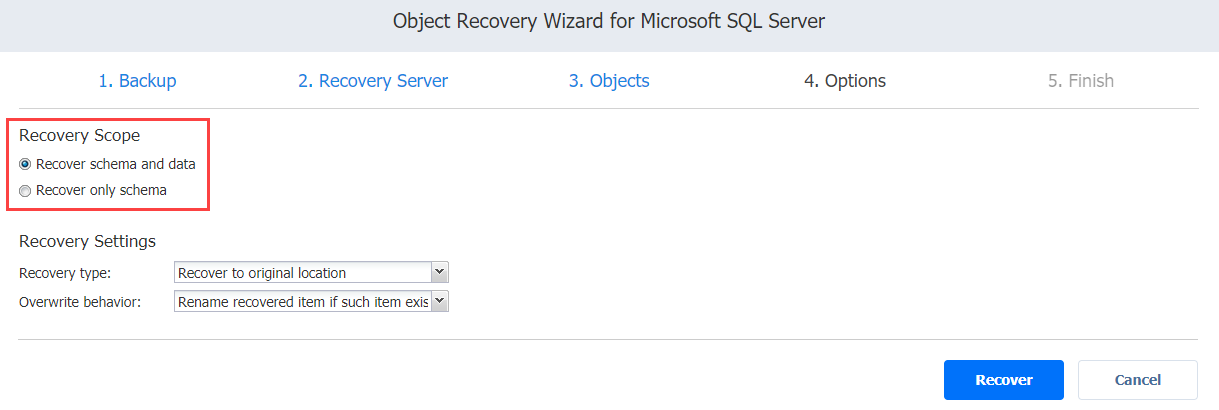 Object Recovery Wizard for Microsoft SQL Server
1. Backup 2. Recovery Server 3. Objects 4. Options 5. Finish
Recovery Scope
Recover schema and data
Recover only schema
Recovery Settings
Recovery type: Recover to original location
Overwrite behavior: Rename recovered item if such item exis
Recover Cancel